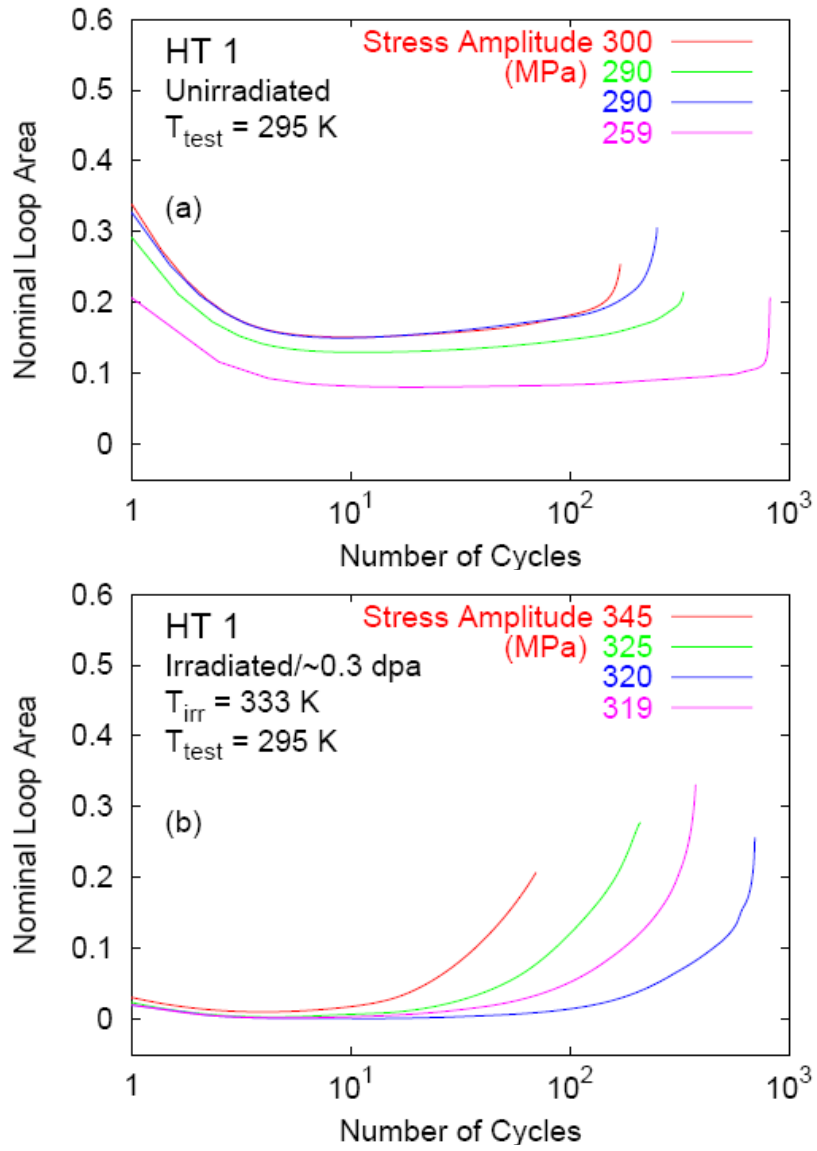 0.6
0.5
0.4
0.3
0.2
0.1
0
Nominal Loop Area
HT 1
Unirradiated
T_test = 295 K
(a)
Stress Amplitude 300
(MPa) 290
290
259
1 10^1 10^2 10^3
Number of Cycles
0.6
0.5
0.4
0.3
0.2
0.1
0
Nominal Loop Area
HT 1
Irradiated/~0.3 dpa
T_irr = 333 K
T_test = 295 K
(b)
Stress Amplitude 345
(MPa) 325
320
319
1 10^1 10^2 10^3
Number of Cycles